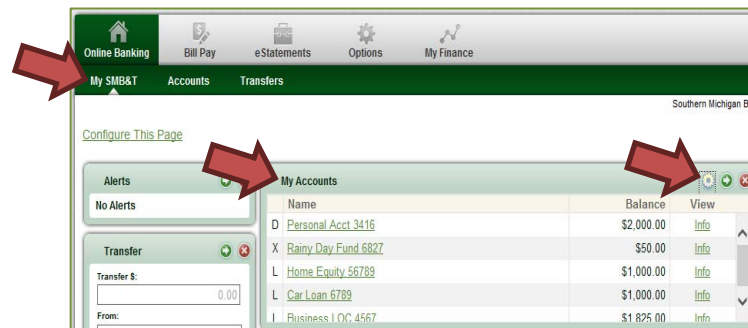 Online Banking Bill Pay eStatements Options My Finance
My SMB&T Accounts Transfers
Southern Michigan B
Configure This Page
Alerts
No Alerts
Transfer
Transfer $:
0.00
From:
My Accounts
Name Balance View
D Personal Acct 3416 $2,000.00 Info
X Rainy Day Fund 6827 $50.00 Info
L Home Equity 56789 $1,000.00 Info
L Car Loan 6789 $1,000.00 Info
L Business LOC 4567 $1,825.00 Info